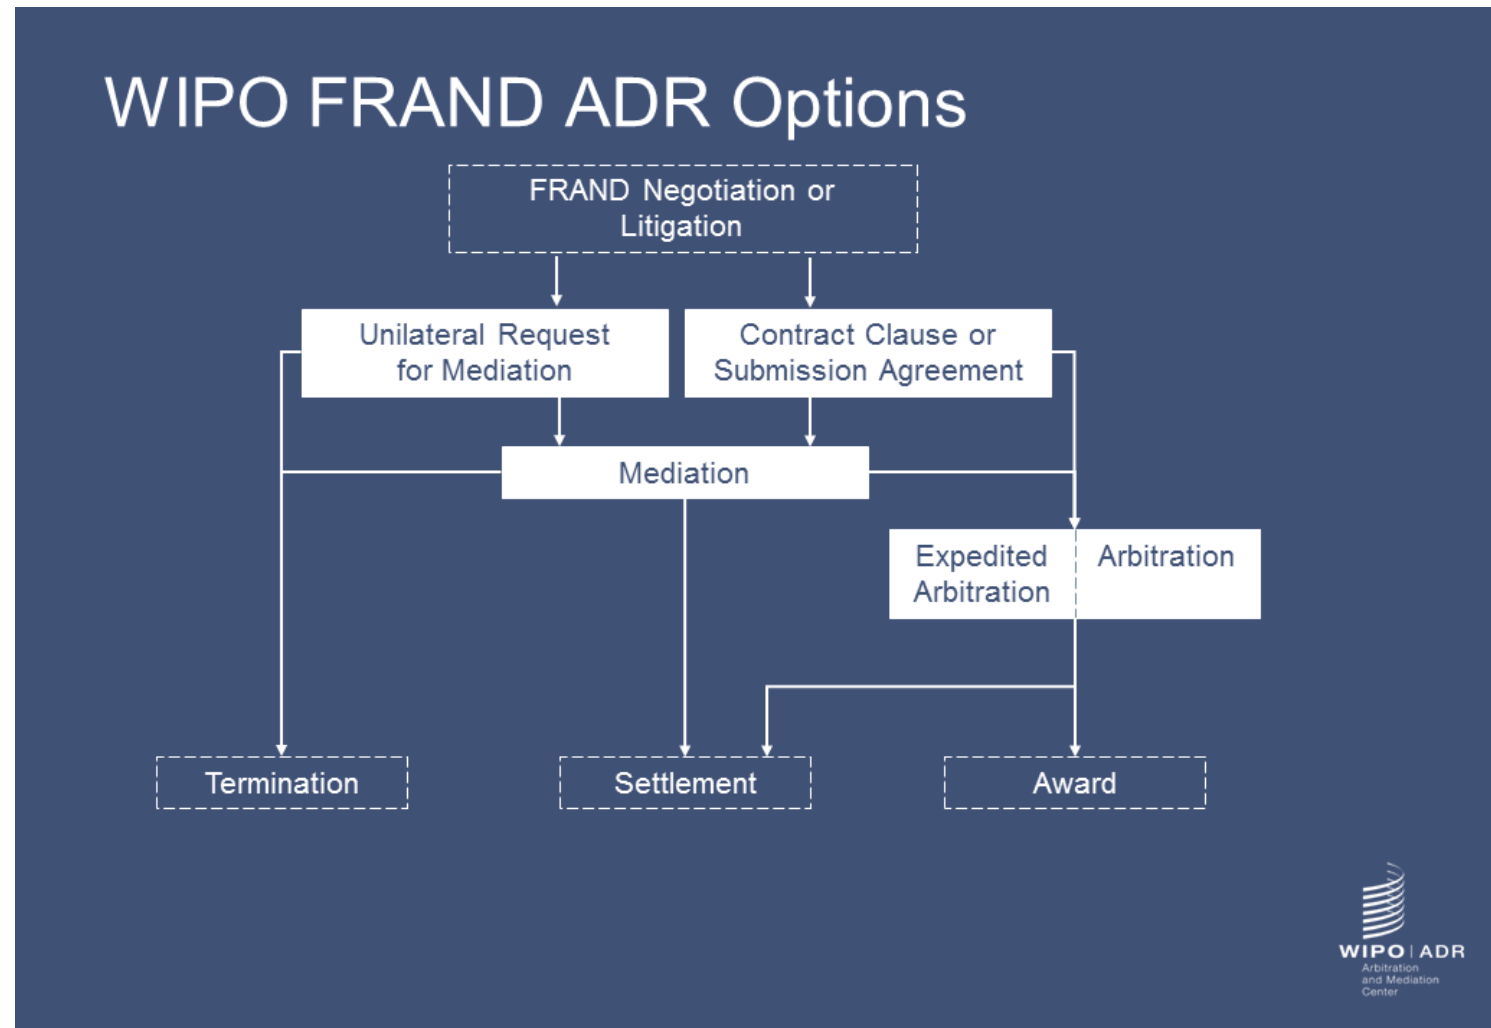 WIPO FRAND ADR Options
FRAND Negotiation or
Litigation
Unilateral Request
for Mediation
Contract Clause or
Submission Agreement
Mediation
Expedited
Arbitration
Arbitration
Termination
Settlement
Award
WIPO | ADR
Arbitration
and Mediation
Center